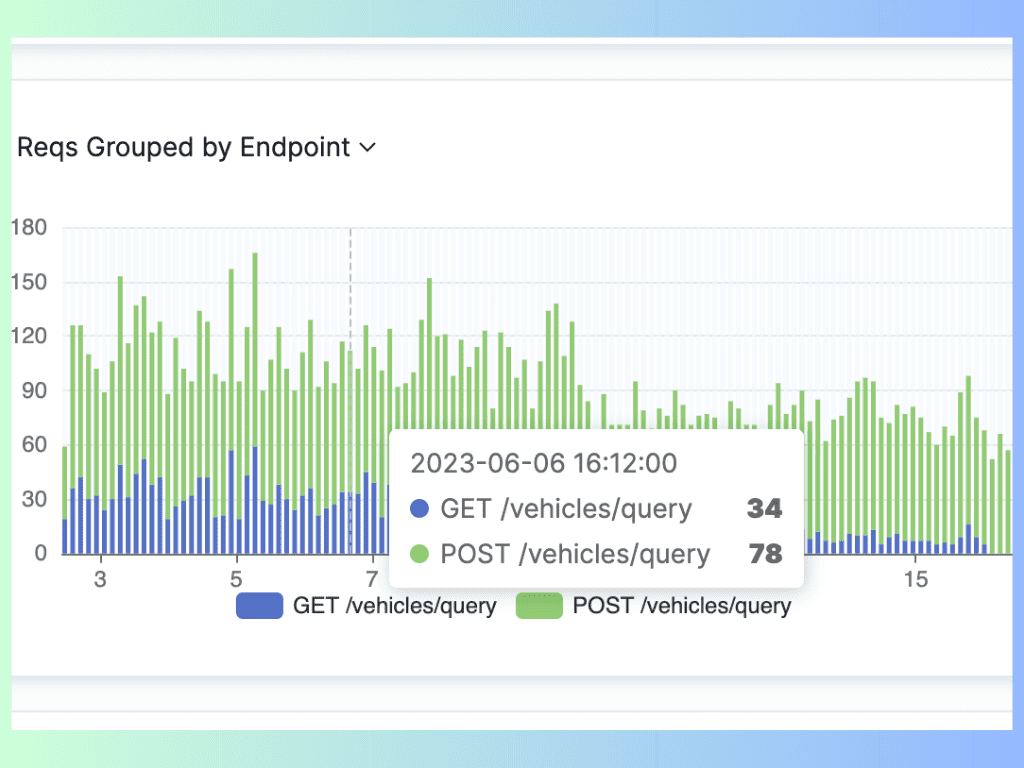 Reqs Grouped by Endpoint
180
150
120
90
60
30
0
2023-06-06 16:12:00
GET /vehicles/query 34
POST /vehicles/query 78
3 5 7 15
GET /vehicles/query POST /vehicles/query